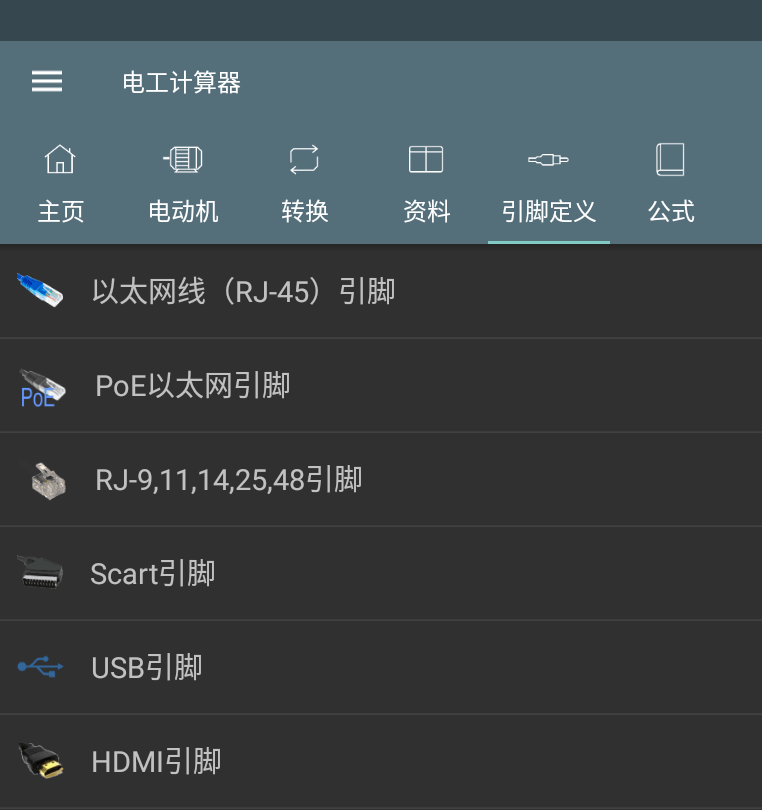 电工计算器
主页 电动机 转换 资料 引脚定义 公式
以太网线（RJ-45）引脚
PoE
PoE以太网引脚
RJ-9,11,14,25,48引脚
Scart引脚
USB引脚
HDMI引脚